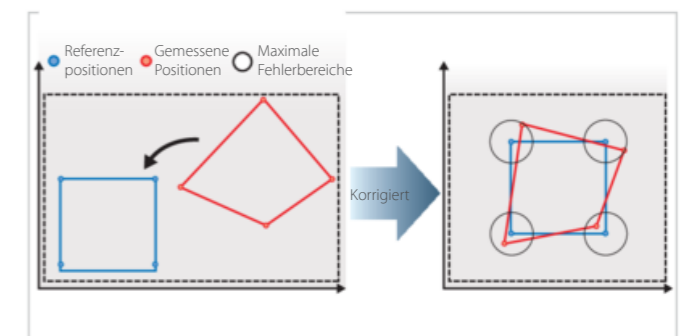 Referenz-
positionen
Gemessene
Positionen
Maximale
Fehlerbereiche
Korrigiert